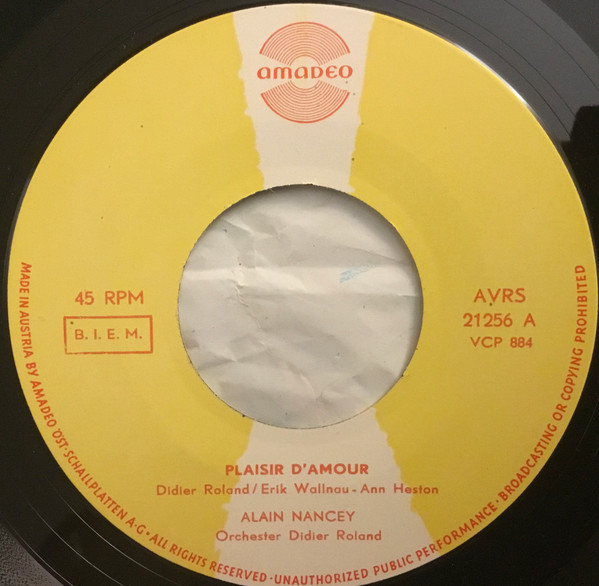 AMADEO
45 RPM
B. I. E. M.
AVRS
21256 A
VCP 884
PLAISIR D'AMOUR
Didier Roland/Erik Wallnau - Ann Heston
ALAIN NANCEY
Orchester Didier Roland
MADE IN AUSTRIA BY AMADEO ÖST·SCHALLPLATTEN A·G·ALL RIGHTS RESERVED·UNAUTHORIZED PUBLIC PERFORMANCE·BROADCASTING OR COPYING PROHIBITED